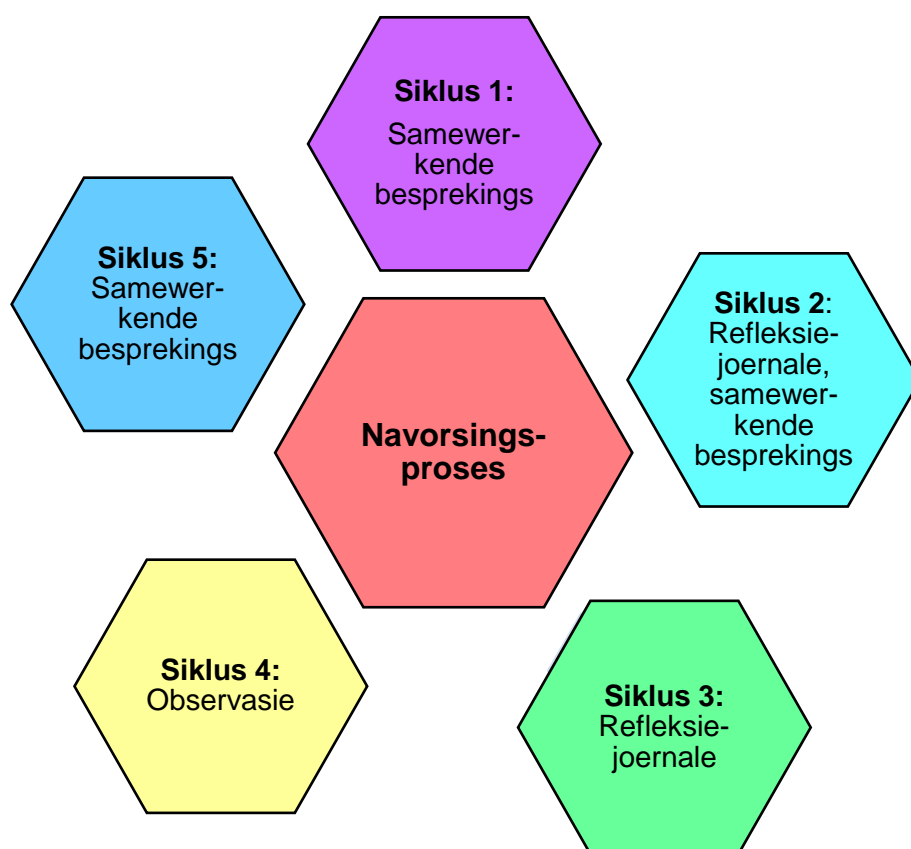 Siklus 1:
Samewer-
kende
besprekings
Siklus 2:
Refleksie-
joernale,
samewer-
kende
besprekings
Siklus 3:
Refleksie-
joernale
Siklus 4:
Observasie
Siklus 5:
Samewer-
kende
besprekings
Navorsings-
proses